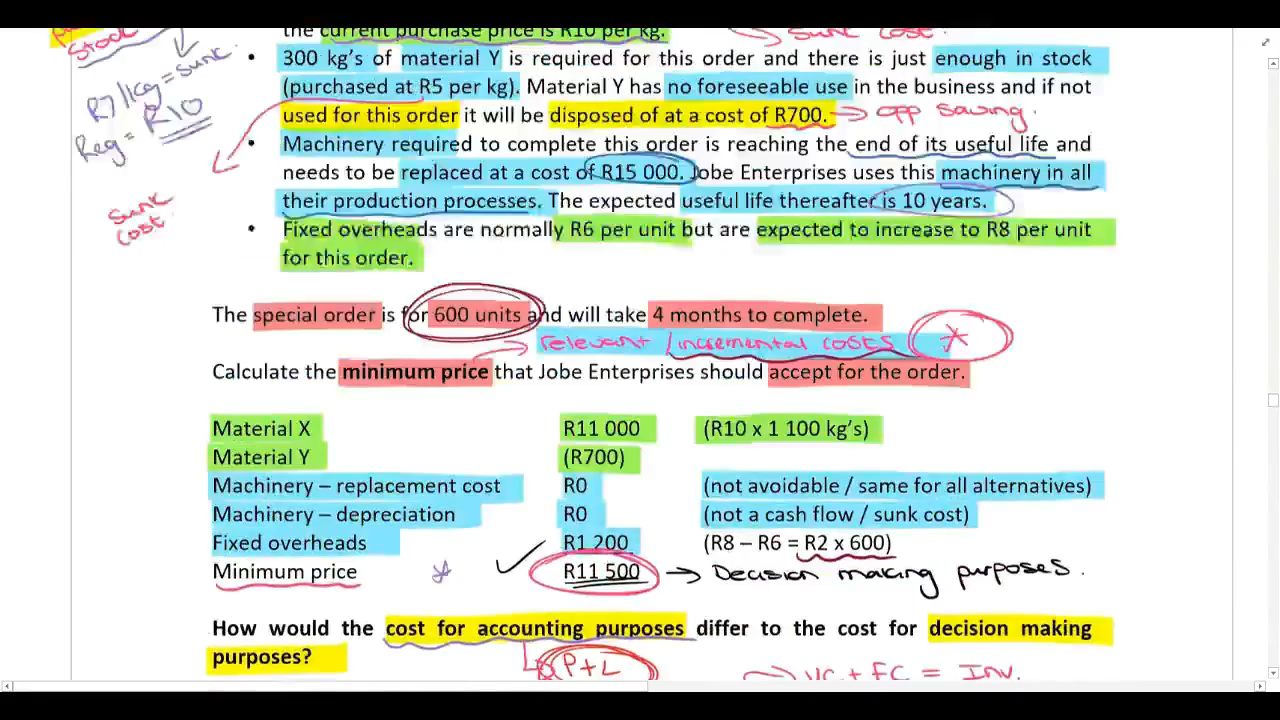 the current purchase price is R10 per kg.
sunk cost.
stock
R7/kg = sunk
Reg = R10
• 300 kg's of material Y is required for this order and there is just enough in stock
(purchased at R5 per kg). Material Y has no foreseeable use in the business and if not
used for this order it will be disposed of at a cost of R700. → opp saving.
• Machinery required to complete this order is reaching the end of its useful life and
needs to be replaced at a cost of R15 000. Jobe Enterprises uses this machinery in all
their production processes. The expected useful life thereafter is 10 years.
sunk
cost.
• Fixed overheads are normally R6 per unit but are expected to increase to R8 per unit
for this order.
The special order is for 600 units and will take 4 months to complete.
→ relevant / incremental costs *
Calculate the minimum price that Jobe Enterprises should accept for the order.
Material X R11 000 (R10 x 1 100 kg's)
Material Y (R700)
Machinery – replacement cost R0 (not avoidable / same for all alternatives)
Machinery – depreciation R0 (not a cash flow / sunk cost)
Fixed overheads R1 200 (R8 – R6 = R2 x 600)
Minimum price * ✓ R11 500 → Decision making purposes.
How would the cost for accounting purposes differ to the cost for decision making
purposes?
P+L
→ VC + FC = Inv.